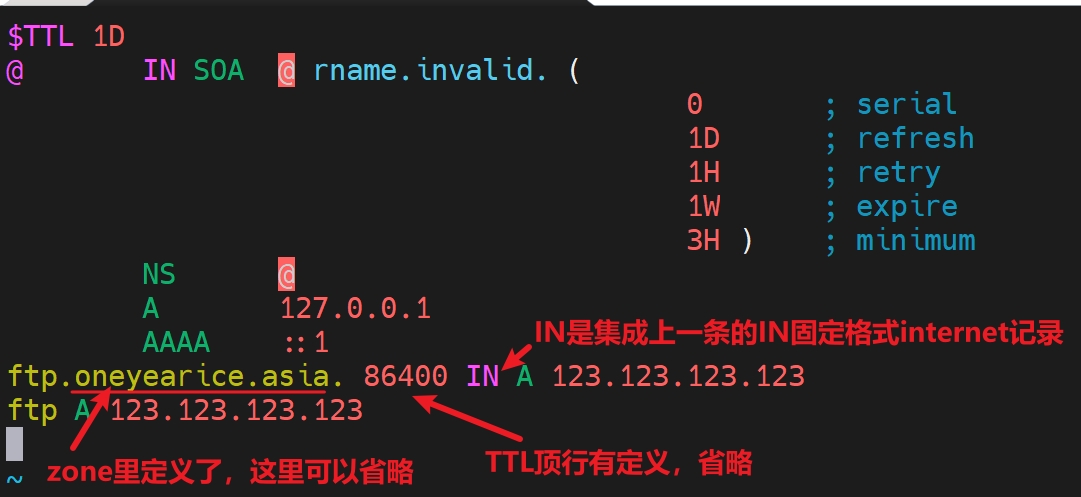 $TTL 1D
@ IN SOA @ rname.invalid. (
0 ; serial
1D ; refresh
1H ; retry
1W ; expire
3H ) ; minimum
NS @
A 127.0.0.1
AAAA ::1
IN是集成上一条的IN固定格式internet记录
ftp.oneyearice.asia. 86400 IN A 123.123.123.123
ftp A 123.123.123.123
TTL顶行有定义，省略
zone里定义了，这里可以省略
~